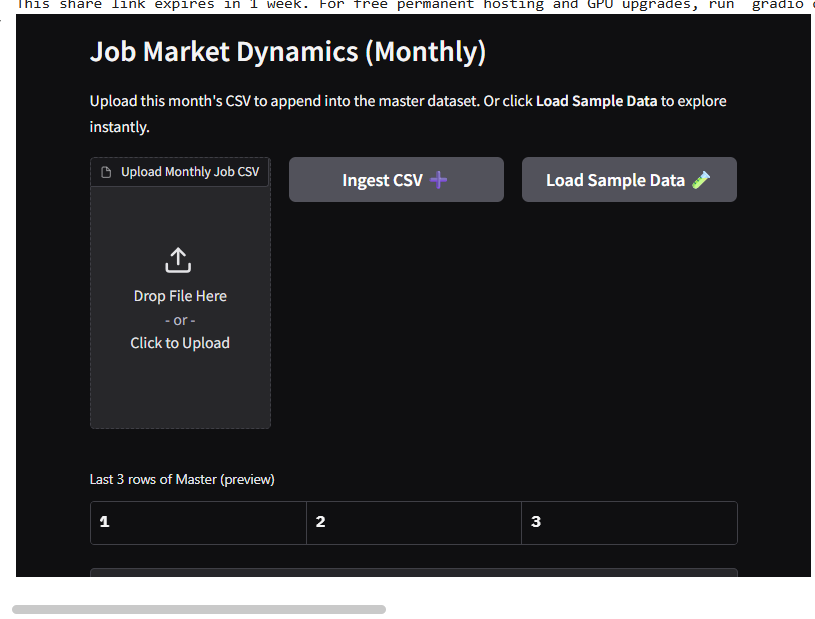 This share link expires in 1 week. For free permanent hosting and GPU upgrades, run `gradio
Job Market Dynamics (Monthly)
Upload this month's CSV to append into the master dataset. Or click Load Sample Data to explore
instantly.
Upload Monthly Job CSV
Ingest CSV ➕
Load Sample Data 🧪
Drop File Here
- or -
Click to Upload
Last 3 rows of Master (preview)
1 2 3